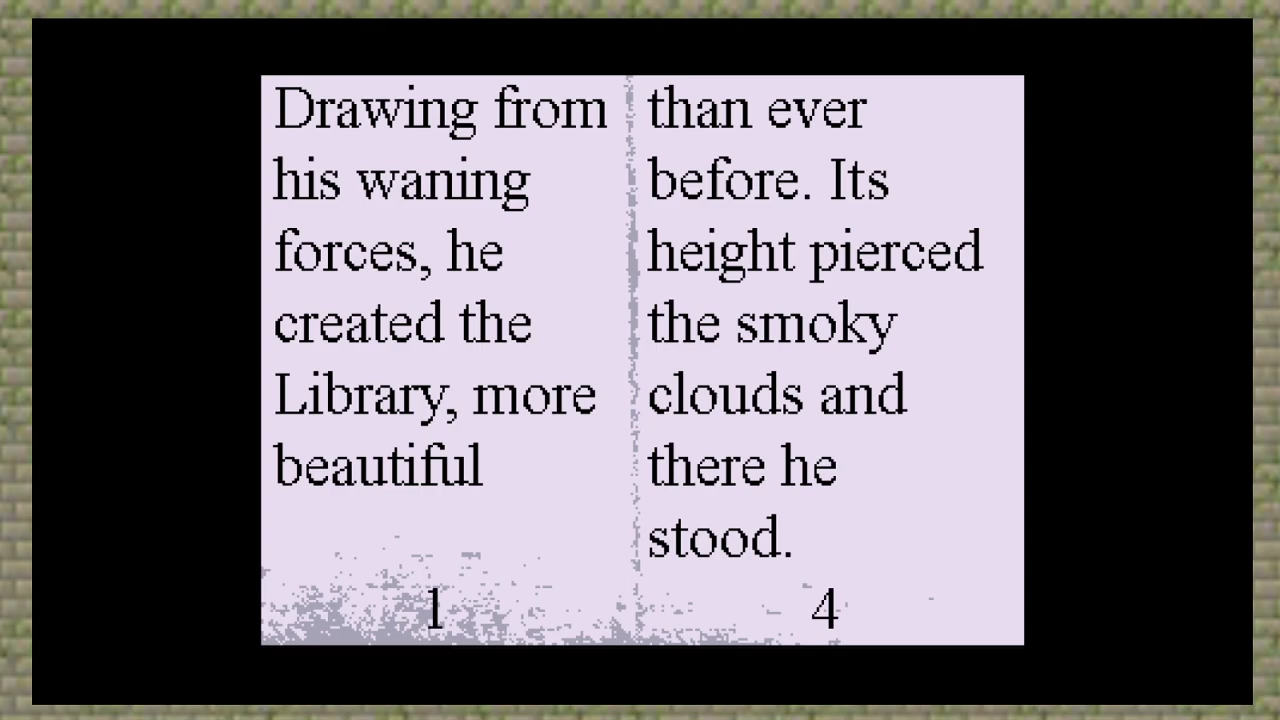 Drawing from
his waning
forces, he
created the
Library, more
beautiful
1
than ever
before. Its
height pierced
the smoky
clouds and
there he
stood.
4